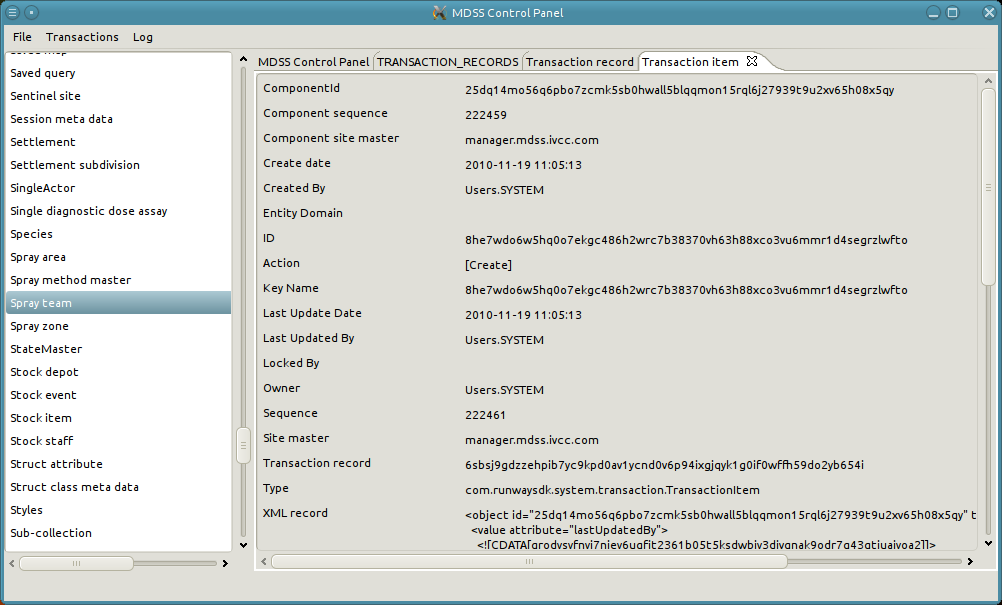 MDSS Control Panel
File Transactions Log
Saved query
Sentinel site
Session meta data
Settlement
Settlement subdivision
SingleActor
Single diagnostic dose assay
Species
Spray area
Spray method master
Spray team
Spray zone
StateMaster
Stock depot
Stock event
Stock item
Stock staff
Struct attribute
Struct class meta data
Styles
Sub-collection
MDSS Control Panel TRANSACTION_RECORDS Transaction record Transaction item
ComponentId 25dq14mo56q6pbo7zcmk5sb0hwall5blqqmon15rql6j27939t9u2xv65h08x5qy
Component sequence 222459
Component site master manager.mdss.ivcc.com
Create date 2010-11-19 11:05:13
Created By Users.SYSTEM
Entity Domain
ID 8he7wdo6w5hq0o7ekgc486h2wrc7b38370vh63h88xco3vu6mmr1d4segrzlwfto
Action [Create]
Key Name 8he7wdo6w5hq0o7ekgc486h2wrc7b38370vh63h88xco3vu6mmr1d4segrzlwfto
Last Update Date 2010-11-19 11:05:13
Last Updated By Users.SYSTEM
Locked By
Owner Users.SYSTEM
Sequence 222461
Site master manager.mdss.ivcc.com
Transaction record 6sbsj9gdzzehpib7yc9kpd0av1ycnd0v6p94ixgjqyk1g0if0wffh59do2yb654i
Type com.runwaysdk.system.transaction.TransactionItem
XML record <object id="25dq14mo56q6pbo7zcmk5sb0hwall5blqqmon15rql6j27939t9u2xv65h08x5qy" t
<value attribute="lastUpdatedBy">